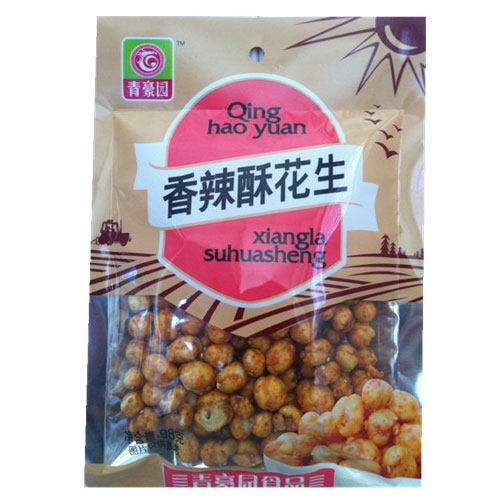 青豪园
TM
Qing
hao yuan
香辣酥花生
xiangla
suhuasheng
青豪园食品